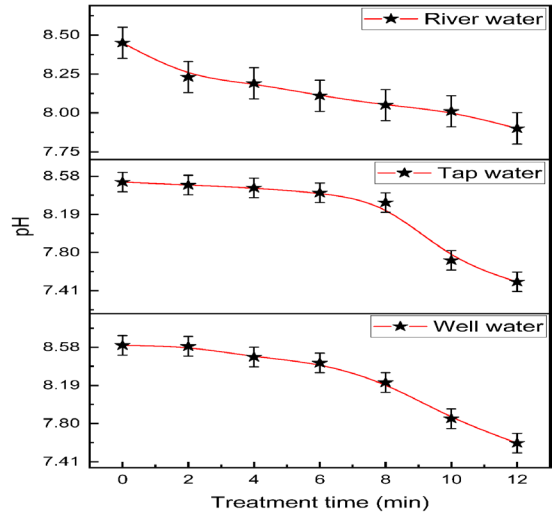 River water
8.50
8.25
8.00
7.75
Tap water
8.58
8.19
7.80
7.41
pH
Well water
8.58
8.19
7.80
7.41
0 2 4 6 8 10 12
Treatment time (min)